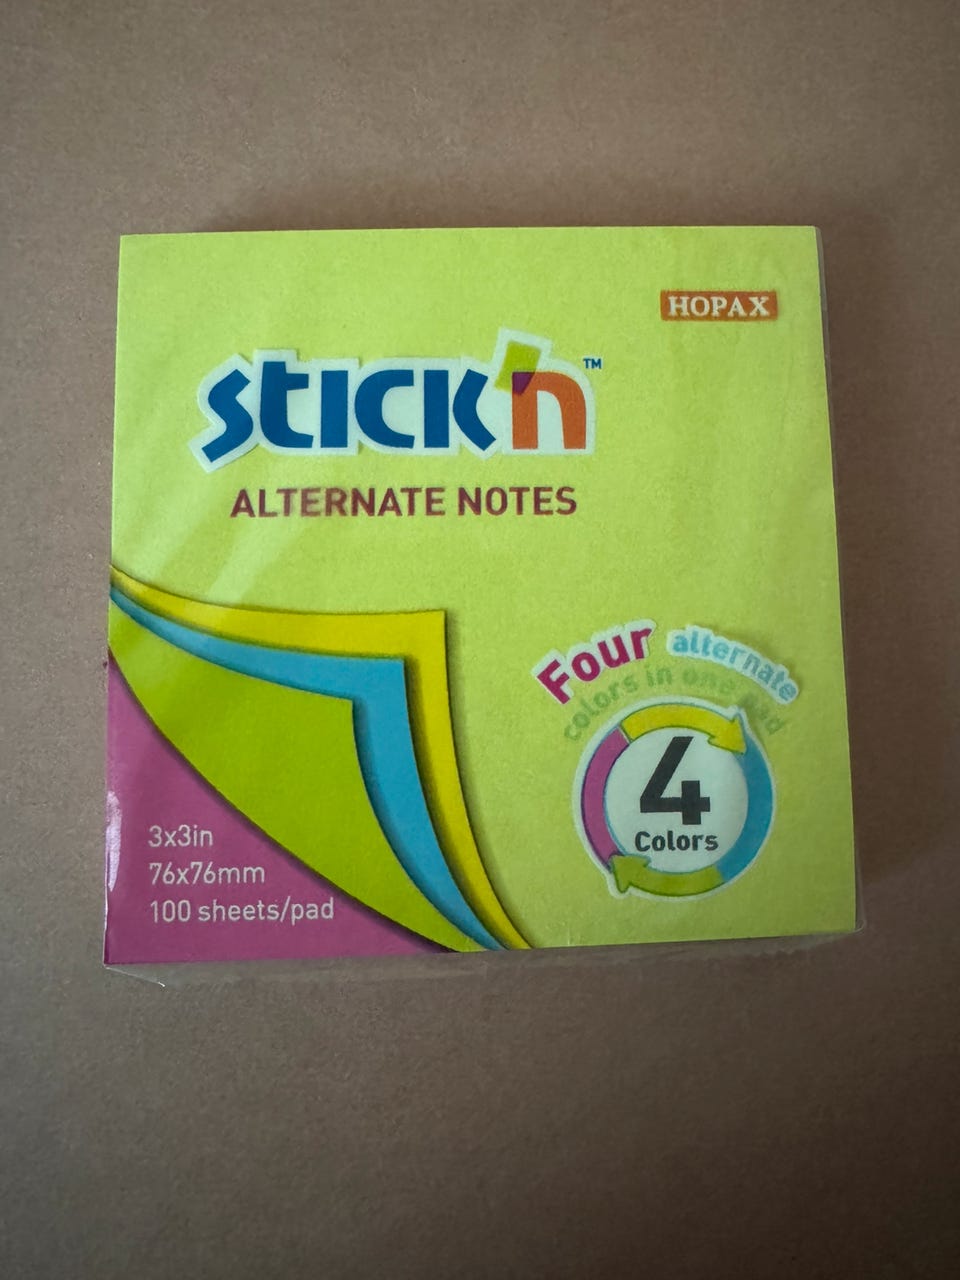 HOPAX
STICK'n™
ALTERNATE NOTES
Four alternate
colors in one pad
4
Colors
3x3in
76x76mm
100 sheets/pad